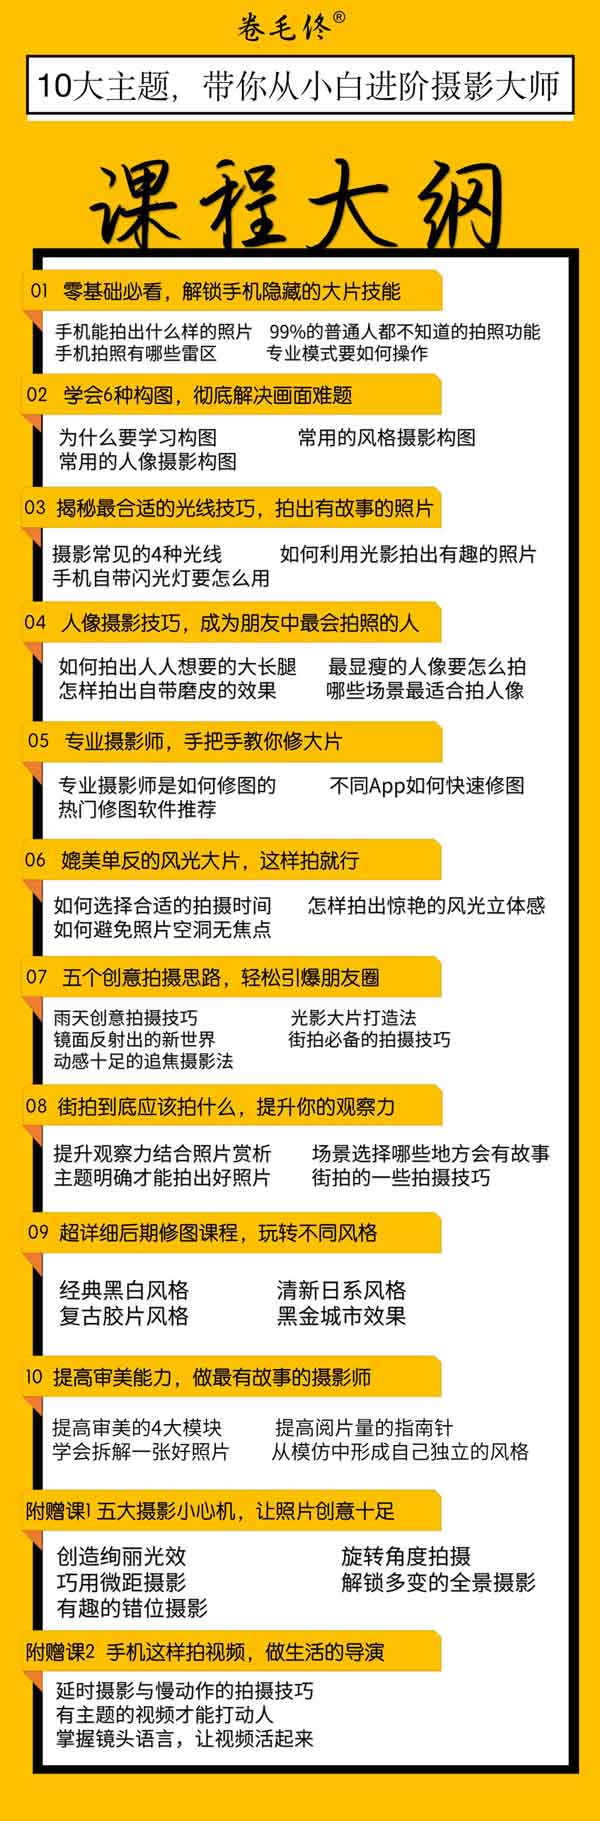 卷毛佟®
10大主题，带你从小白进阶摄影大师
课程大纲
01 零基础必看，解锁手机隐藏的大片技能
手机能拍出什么样的照片 99%的普通人都不知道的拍照功能
手机拍照有哪些雷区 专业模式要如何操作
02 学会6种构图，彻底解决画面难题
为什么要学习构图 常用的风格摄影构图
常用的人像摄影构图
03 揭秘最合适的光线技巧，拍出有故事的照片
摄影常见的4种光线 如何利用光影拍出有趣的照片
手机自带闪光灯要怎么用
04 人像摄影技巧，成为朋友中最会拍照的人
如何拍出人人想要的大长腿 最显瘦的人像要怎么拍
怎样拍出自带磨皮的效果 哪些场景最适合拍人像
05 专业摄影师，手把手教你修大片
专业摄影师是如何修图的 不同App如何快速修图
热门修图软件推荐
06 媲美单反的风光大片，这样拍就行
如何选择合适的拍摄时间 怎样拍出惊艳的风光立体感
如何避免照片空洞无焦点
07 五个创意拍摄思路，轻松引爆朋友圈
雨天创意拍摄技巧 光影大片打造法
镜面反射出的新世界 街拍必备的拍摄技巧
动感十足的追焦摄影法
08 街拍到底应该拍什么，提升你的观察力
提升观察力结合照片赏析 场景选择哪些地方会有故事
主题明确才能拍出好照片 街拍的一些拍摄技巧
09 超详细后期修图课程，玩转不同风格
经典黑白风格 清新日系风格
复古胶片风格 黑金城市效果
10 提高审美能力，做最有故事的摄影师
提高审美的4大模块 提高阅片量的指南针
学会拆解一张好照片 从模仿中形成自己独立的风格
附赠课1 五大摄影小心机，让照片创意十足
创造绚丽光效 旋转角度拍摄
巧用微距摄影 解锁多变的全景摄影
有趣的错位摄影
附赠课2 手机这样拍视频，做生活的导演
延时摄影与慢动作的拍摄技巧
有主题的视频才能打动人
掌握镜头语言，让视频活起来